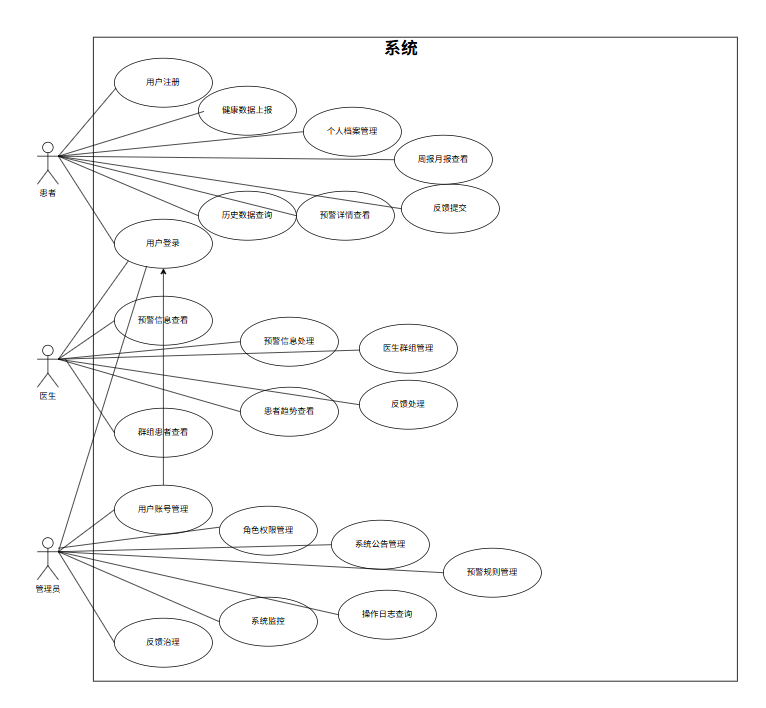 系统
用户注册
健康数据上报
个人档案管理
周报月报查看
患者
历史数据查询
预警详情查看
反馈提交
用户登录
预警信息查看
预警信息处理
医生群组管理
医生
患者趋势查看
反馈处理
群组患者查看
用户账号管理
角色权限管理
系统公告管理
预警规则管理
管理员
系统监控
操作日志查询
反馈治理